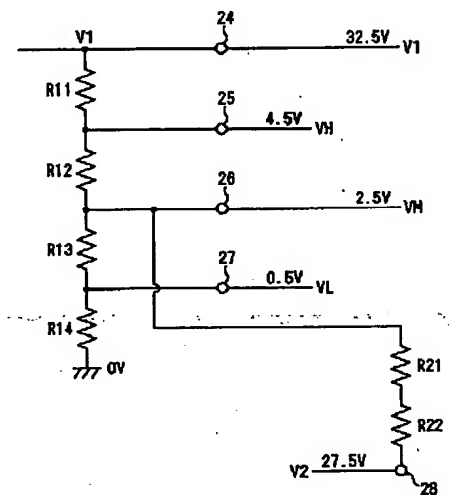 24
V1
32.5V
V1
R11
25
4.5V
VH
R12
26
2.5V
VM
R13
27
0.5V
VL
R14
0V
R21
R22
V2
27.5V
28